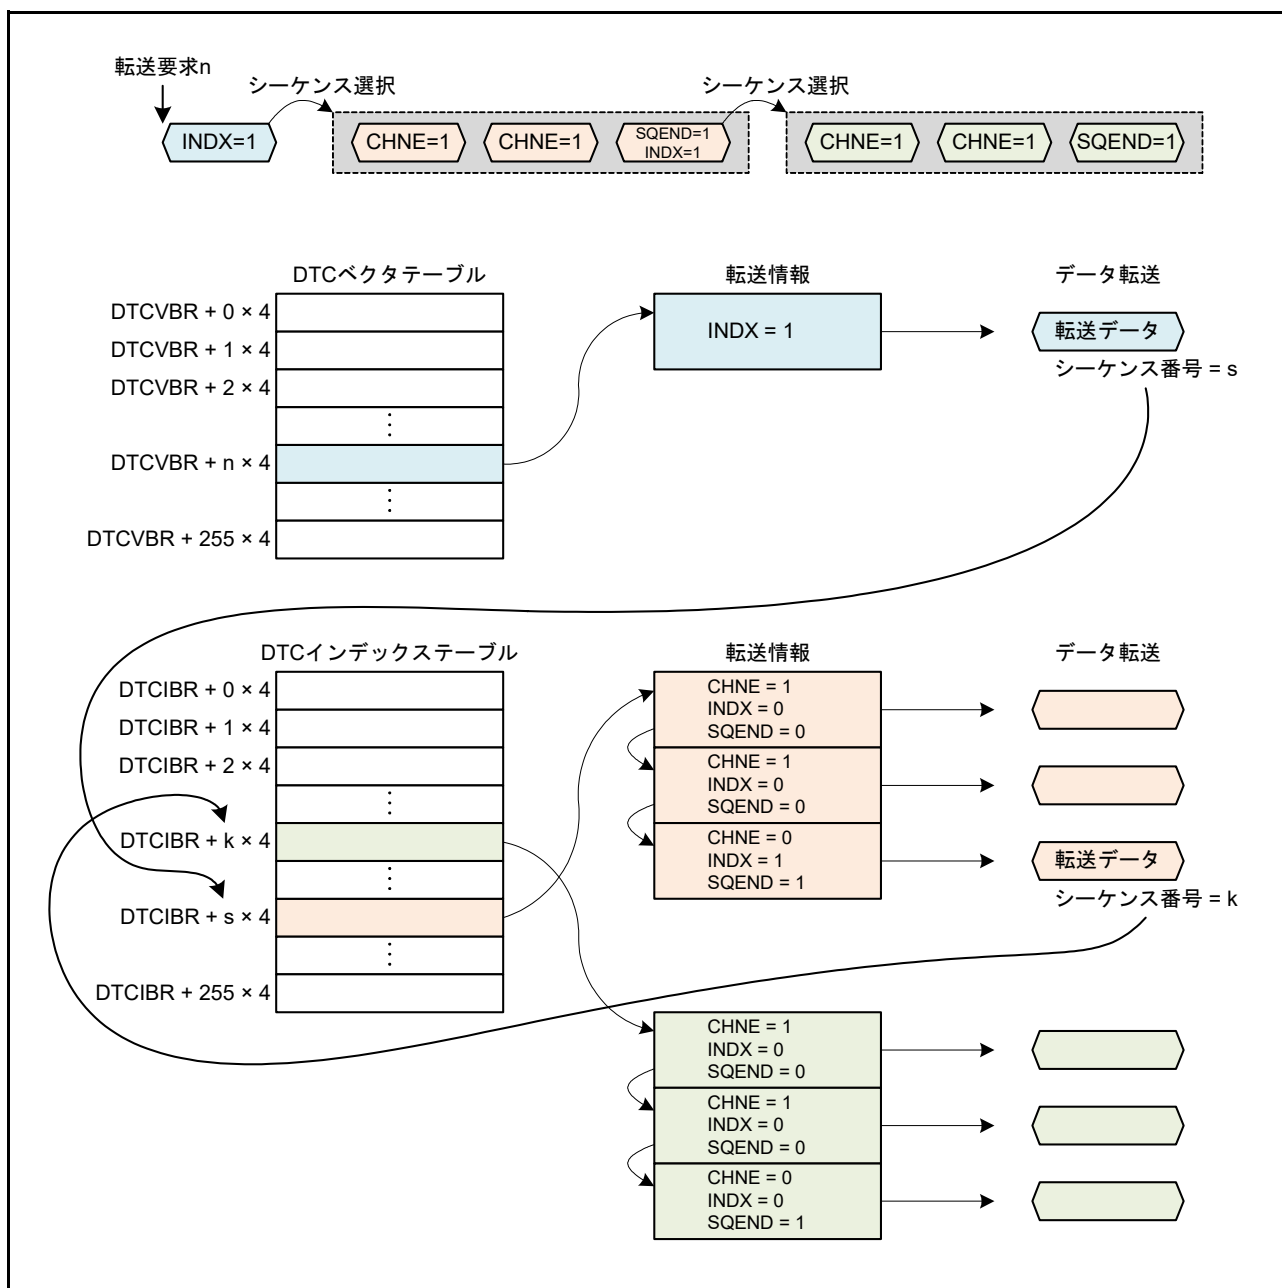 転送要求n
シーケンス選択
シーケンス選択
INDX=1
CHNE=1
CHNE=1
SQEND=1
INDX=1
CHNE=1
CHNE=1
SQEND=1
DTCベクタテーブル
転送情報
データ転送
DTCVBR + 0 × 4
DTCVBR + 1 × 4
DTCVBR + 2 × 4
⋮
DTCVBR + n × 4
⋮
DTCVBR + 255 × 4
INDX = 1
転送データ
シーケンス番号 = s
DTCインデックステーブル
転送情報
データ転送
DTCIBR + 0 × 4
DTCIBR + 1 × 4
DTCIBR + 2 × 4
⋮
DTCIBR + k × 4
⋮
DTCIBR + s × 4
⋮
DTCIBR + 255 × 4
CHNE = 1
INDX = 0
SQEND = 0
CHNE = 1
INDX = 0
SQEND = 0
CHNE = 0
INDX = 1
SQEND = 1
転送データ
シーケンス番号 = k
CHNE = 1
INDX = 0
SQEND = 0
CHNE = 1
INDX = 0
SQEND = 0
CHNE = 0
INDX = 0
SQEND = 1